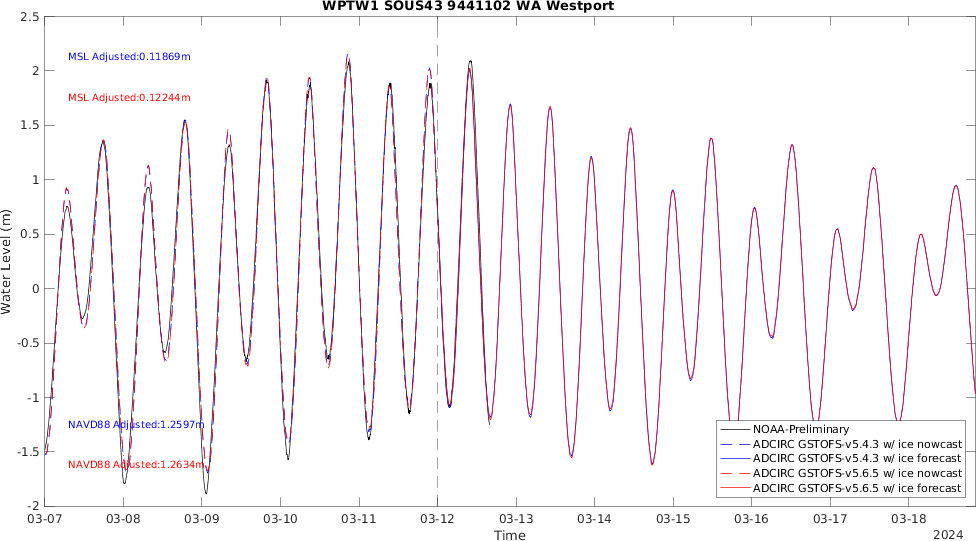 WPTW1 SOUS43 9441102 WA Westport
2.5
2
1.5
1
0.5
0
-0.5
-1
-1.5
-2
Water Level (m)
MSL Adjusted:0.11869m
MSL Adjusted:0.12244m
NAVD88 Adjusted:1.2597m
NAVD88 Adjusted:1.2634m
NOAA-Preliminary
ADCIRC GSTOFS-v5.4.3 w/ ice nowcast
ADCIRC GSTOFS-v5.4.3 w/ ice forecast
ADCIRC GSTOFS-v5.6.5 w/ ice nowcast
ADCIRC GSTOFS-v5.6.5 w/ ice forecast
03-07 03-08 03-09 03-10 03-11 03-12 03-13 03-14 03-15 03-16 03-17 03-18
Time
2024